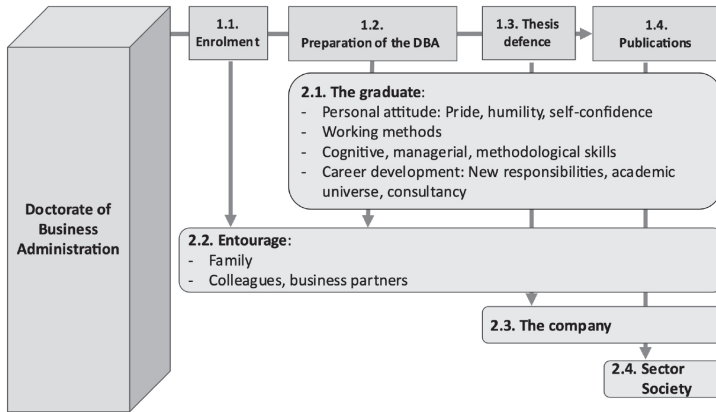 1.1.
Enrolment
1.2.
Preparation of the DBA
1.3. Thesis
defence
1.4.
Publications
2.1. The graduate:
- Personal attitude: Pride, humility, self-confidence
- Working methods
- Cognitive, managerial, methodological skills
- Career development: New responsibilities, academic
universe, consultancy
Doctorate of
Business
Administration
2.2. Entourage:
- Family
- Colleagues, business partners
2.3. The company
2.4. Sector
Society